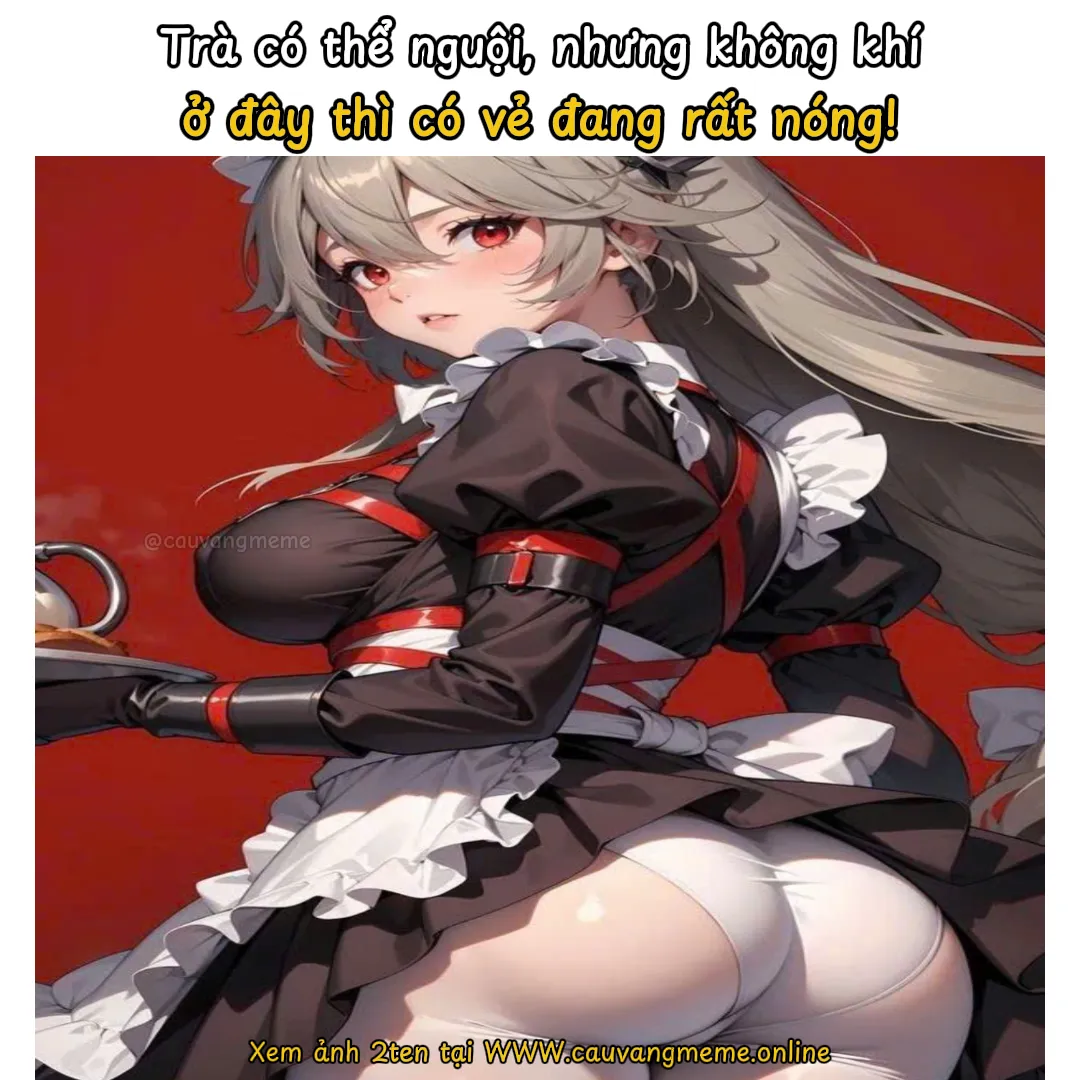 Trà có thể nguội, nhưng không khí
ở đây thì có vẻ đang rất nóng!
@cauvangmeme
Xem ảnh 2ten tại WWW.cauvangmeme.online